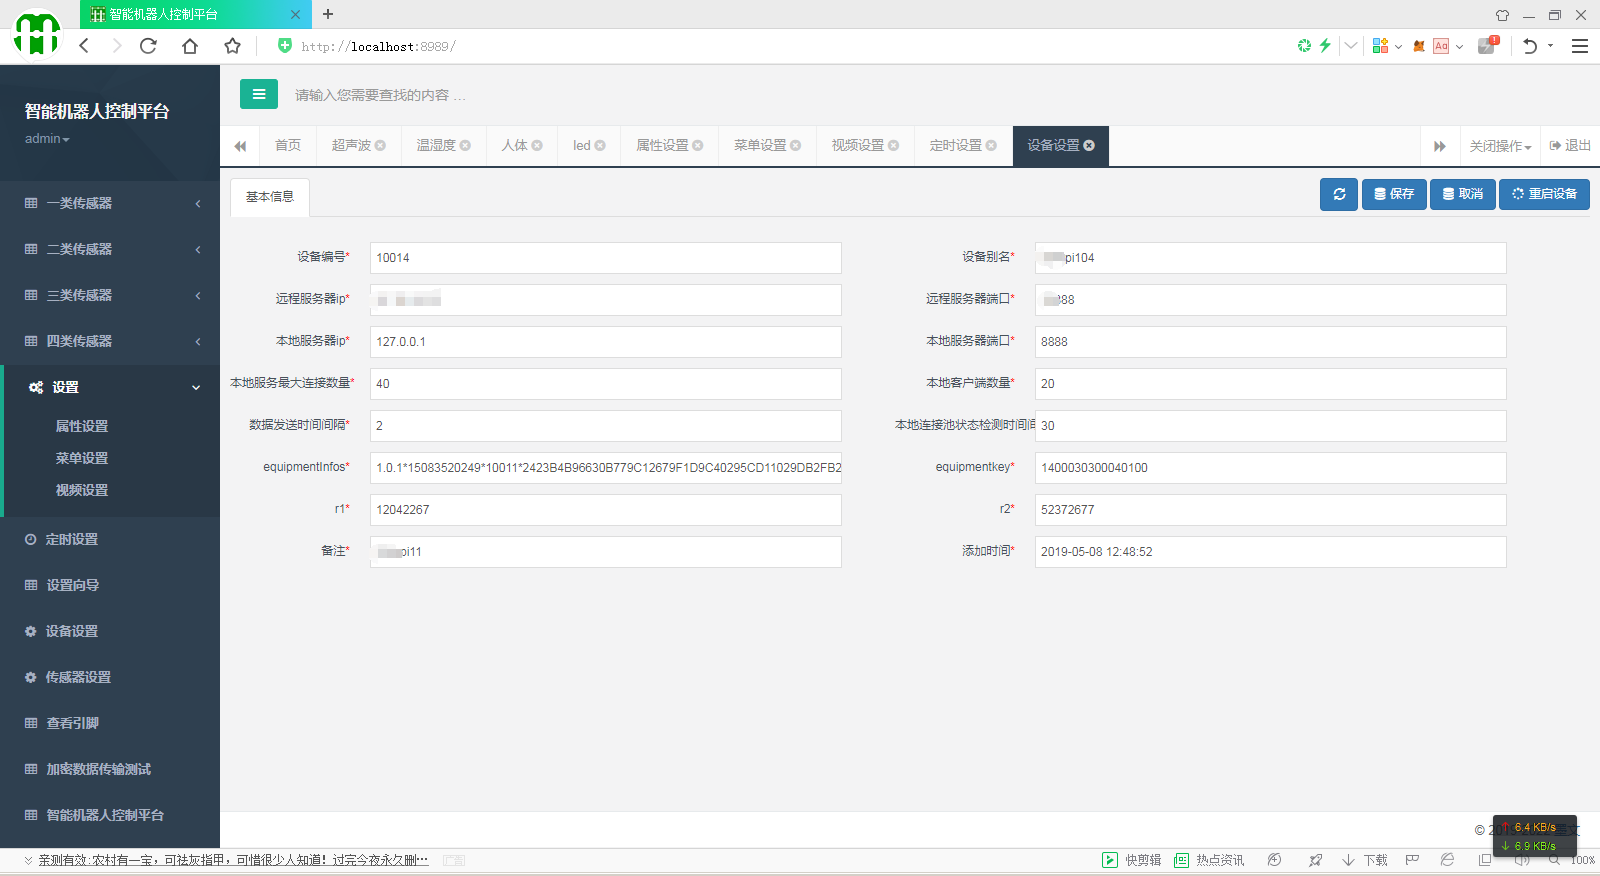 智能机器人控制平台
http://localhost:8989/
智能机器人控制平台
admin
请输入您需要查找的内容 …
首页 超声波 温湿度 人体 led 属性设置 菜单设置 视频设置 定时设置 设备设置 关闭操作 退出
基本信息 保存 取消 重启设备
一类传感器
二类传感器
三类传感器
四类传感器
设置
属性设置
菜单设置
视频设置
定时设置
设置向导
设备设置
传感器设置
查看引脚
加密数据传输测试
智能机器人控制平台
设备编号* 10014 设备别名* pi104
远程服务器ip* 远程服务器端口* 888
本地服务器ip* 127.0.0.1 本地服务器端口* 8888
本地服务最大连接数量* 40 本地客户端数量* 20
数据发送时间间隔* 2 本地连接池状态检测时间间 30
equipmentInfos* 1.0.1*15083520249*10011*2423B4B96630B779C12679F1D9C40295CD11029DB2FB2 equipmentkey* 1400030300040100
r1* 12042267 r2* 52372677
备注* pi11 添加时间* 2019-05-08 12:48:52
6.4 KB/s
6.9 KB/s
亲测有效:农村有一宝，可祛灰指甲，可惜很少人知道！过完今夜永久删… 广告 快剪辑 热点资讯 下载 100%